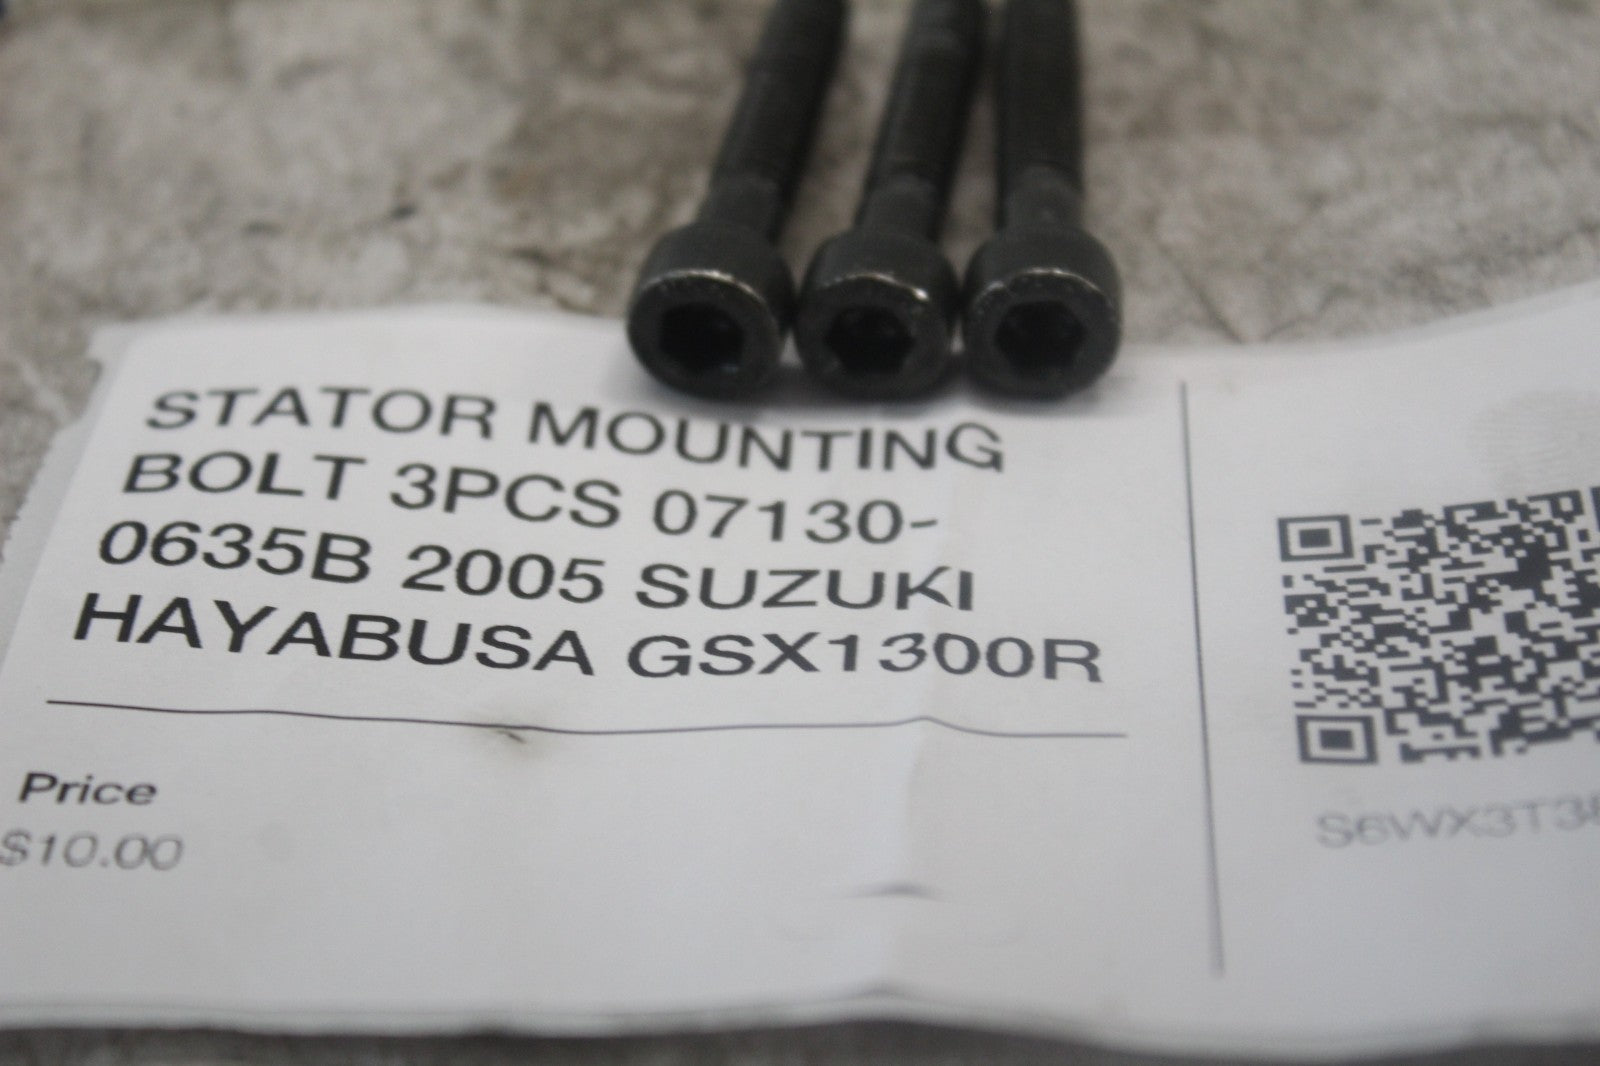 STATOR MOUNTING
BOLT 3PCS 07130-
0635B 2005 SUZUKI
HAYABUSA GSX1300R
Price
$10.00